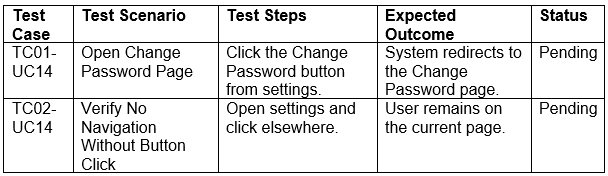 Test Case | Test Scenario | Test Steps | Expected Outcome | Status
TC01-UC14 | Open Change Password Page | Click the Change Password button from settings. | System redirects to the Change Password page. | Pending
TC02-UC14 | Verify No Navigation Without Button Click | Open settings and click elsewhere. | User remains on the current page. | Pending